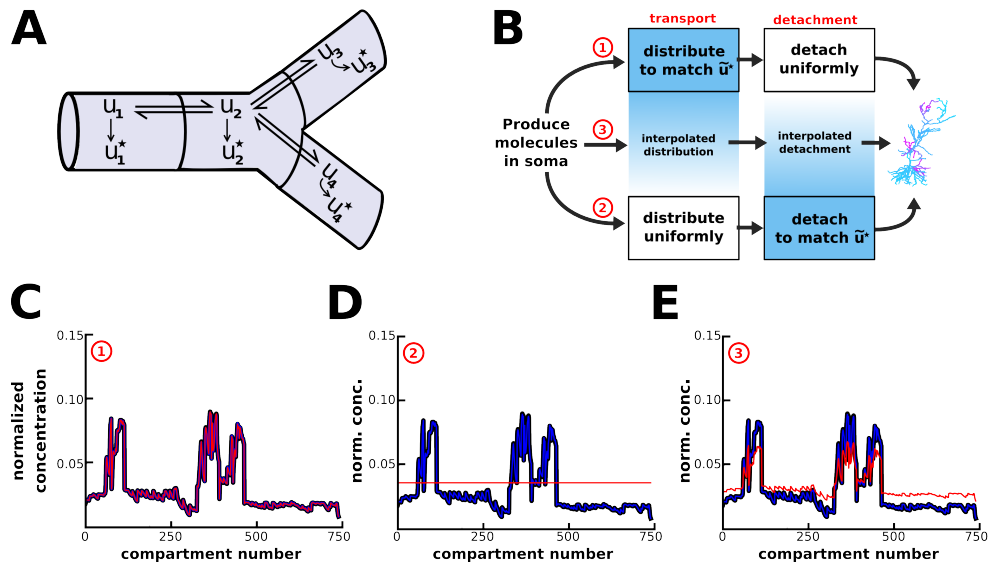 A
u1
u2
u3
u3★
u1★
u2★
u4
u4★
B
transport
detachment
1
distribute
to match ũ★
detach
uniformly
Produce
molecules
in soma
3
interpolated
distribution
interpolated
detachment
2
distribute
uniformly
detach
to match ũ★
C
normalized
concentration
0.15
0.10
0.05
1
0
250
500
750
compartment number
D
norm. conc.
0.15
0.10
0.05
2
0
250
500
750
compartment number
E
norm. conc.
0.15
0.10
0.05
3
0
250
500
750
compartment number